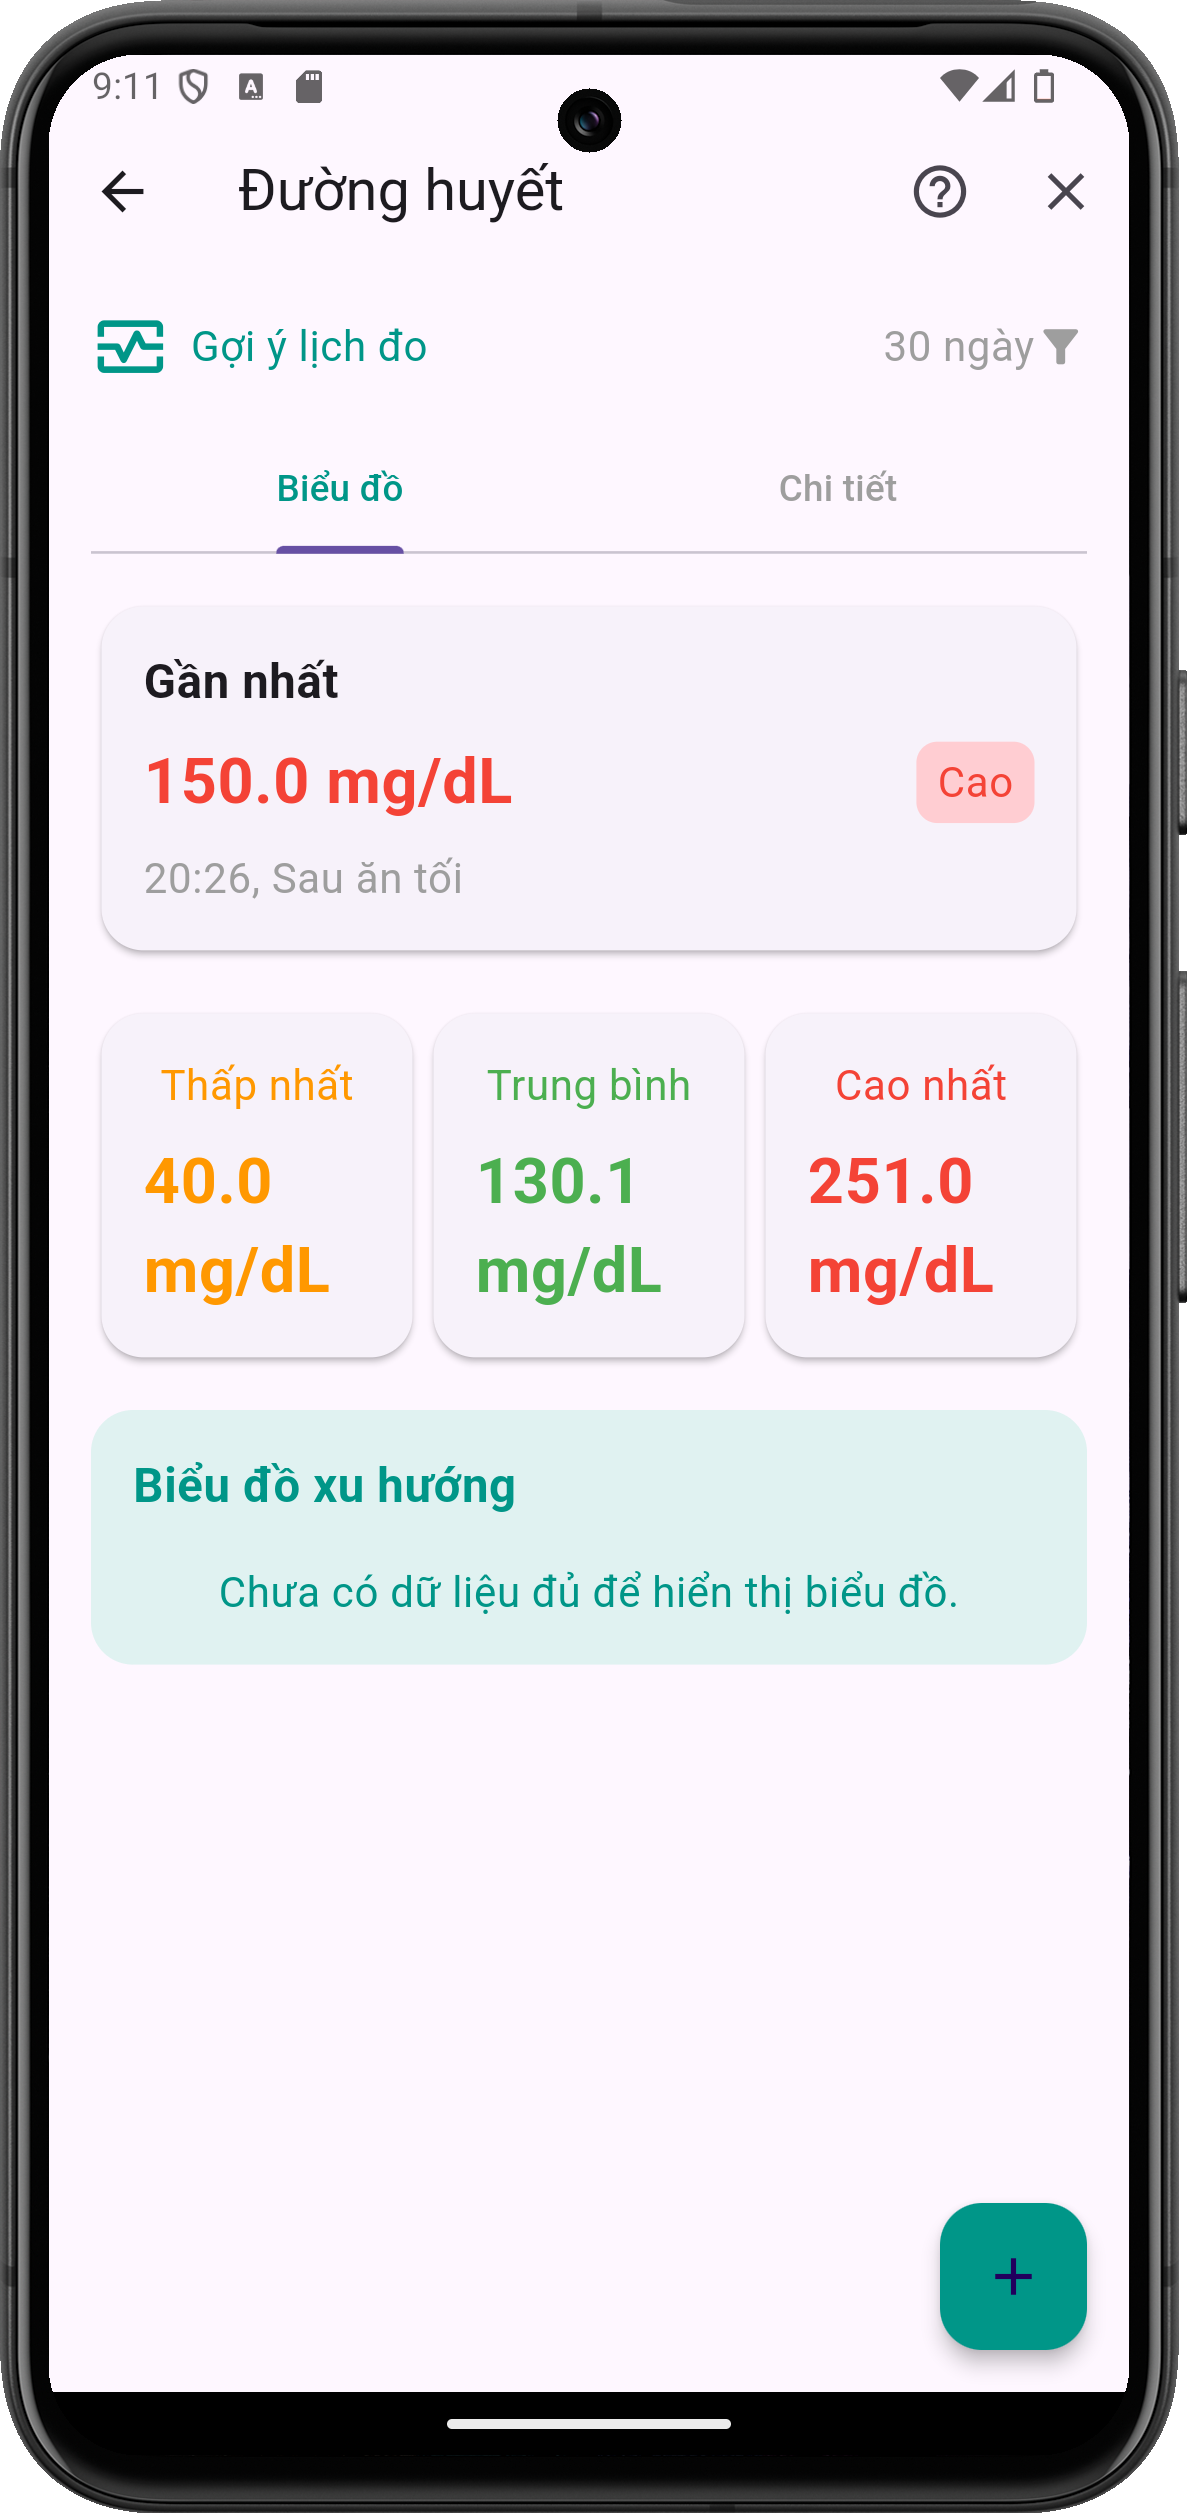 9:11
Đường huyết
Gợi ý lịch đo
30 ngày
Biểu đồ
Chi tiết
Gần nhất
150.0 mg/dL
Cao
20:26, Sau ăn tối
Thấp nhất
40.0
mg/dL
Trung bình
130.1
mg/dL
Cao nhất
251.0
mg/dL
Biểu đồ xu hướng
Chưa có dữ liệu đủ để hiển thị biểu đồ.